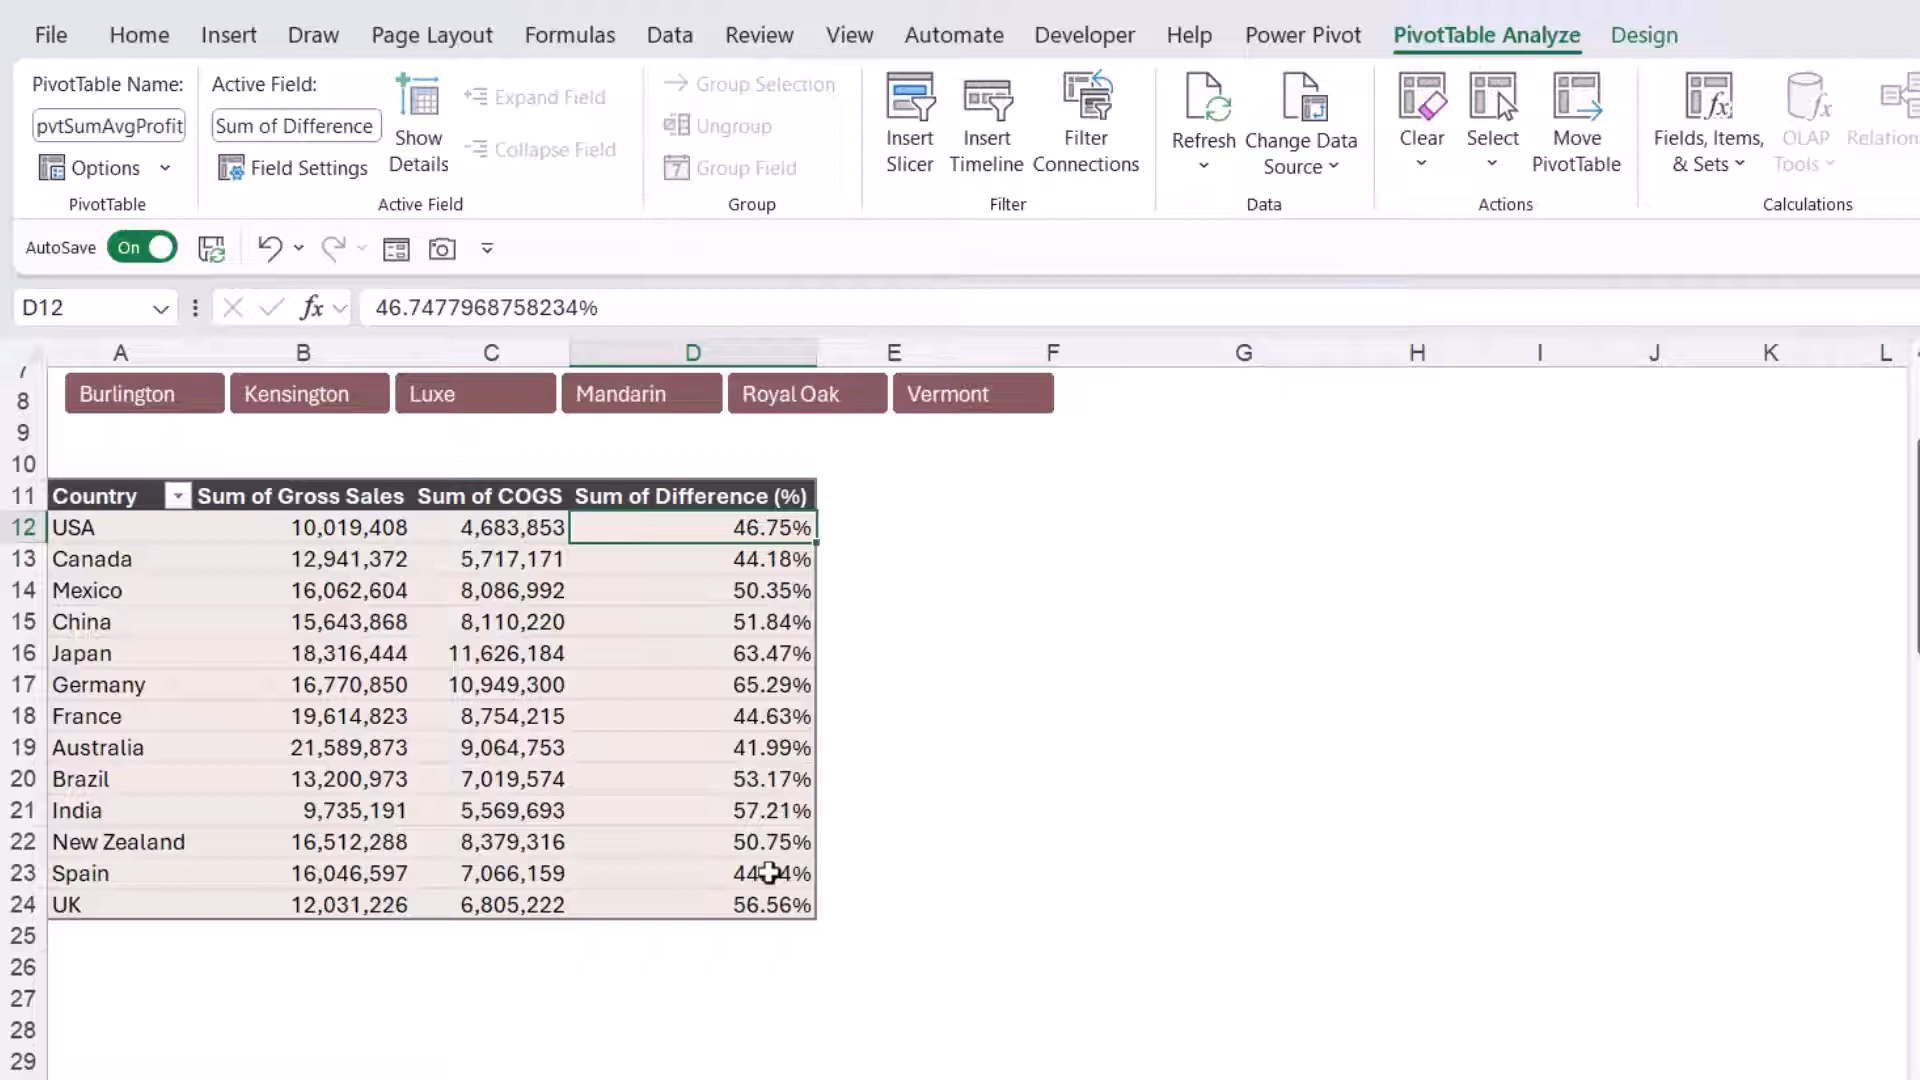 File Home Insert Draw Page Layout Formulas Data Review View Automate Developer Help Power Pivot PivotTable Analyze Design
PivotTable Name:
pvtSumAvgProfit
Options
PivotTable
Active Field:
Sum of Difference
Field Settings
Show Details
Expand Field
Collapse Field
Active Field
Group Selection
Ungroup
7 Group Field
Group
Insert Slicer
Insert Timeline
Filter Connections
Filter
Refresh
Change Data Source
Data
Clear
Select
Move PivotTable
Actions
Fields, Items, & Sets
OLAP Tools
Calculations
AutoSave On
D12 fx 46.7477968758234%
A B C D E F G H I J K L
7
8 Burlington Kensington Luxe Mandarin Royal Oak Vermont
9
10
11 Country Sum of Gross Sales Sum of COGS Sum of Difference (%)
12 USA 10,019,408 4,683,853 46.75%
13 Canada 12,941,372 5,717,171 44.18%
14 Mexico 16,062,604 8,086,992 50.35%
15 China 15,643,868 8,110,220 51.84%
16 Japan 18,316,444 11,626,184 63.47%
17 Germany 16,770,850 10,949,300 65.29%
18 France 19,614,823 8,754,215 44.63%
19 Australia 21,589,873 9,064,753 41.99%
20 Brazil 13,200,973 7,019,574 53.17%
21 India 9,735,191 5,569,693 57.21%
22 New Zealand 16,512,288 8,379,316 50.75%
23 Spain 16,046,597 7,066,159
24 UK 12,031,226 6,805,222 56.56%
25
26
27
28
29